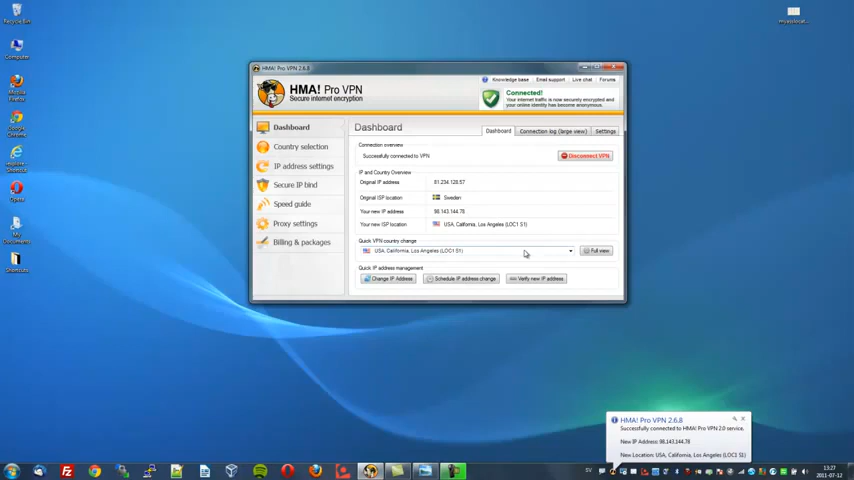 Recycle Bin
Computer
Mozilla
Firefox
Google
Chrome
Internet
Explorer -
Shortcut
Opera
My
Documents
Shortcuts
HMA! Pro VPN 2.6.8
HMA! Pro VPN
Secure internet encryption
Knowledge base
Email support
Live chat
Forums
Connected!
Your internet traffic is now securely encrypted and
your online identity has become anonymous.
Dashboard
Country selection
IP address settings
Secure IP bind
Speed guide
Proxy settings
Billing & packages
Dashboard
Dashboard
Connection log (large view)
Settings
Connection overview
Successfully connected to VPN
Disconnect VPN
IP and Country Overview
Original IP address
81.234.128.57
Original ISP location
Sweden
Your new IP address
98.143.144.78
Your new ISP location
USA, California, Los Angeles (LOC1 S1)
Quick VPN country change
USA, California, Los Angeles (LOC1 S1)
Full view
Quick IP address management
Change IP Address
Schedule IP address change
Verify new IP address
HMA! Pro VPN 2.6.8
Successfully connected to HMA! Pro VPN 2.0 service.
New IP Address: 98.143.144.78
New Location: USA, California, Los Angeles (LOC1 S1)
SV
13:27
2011-07-12